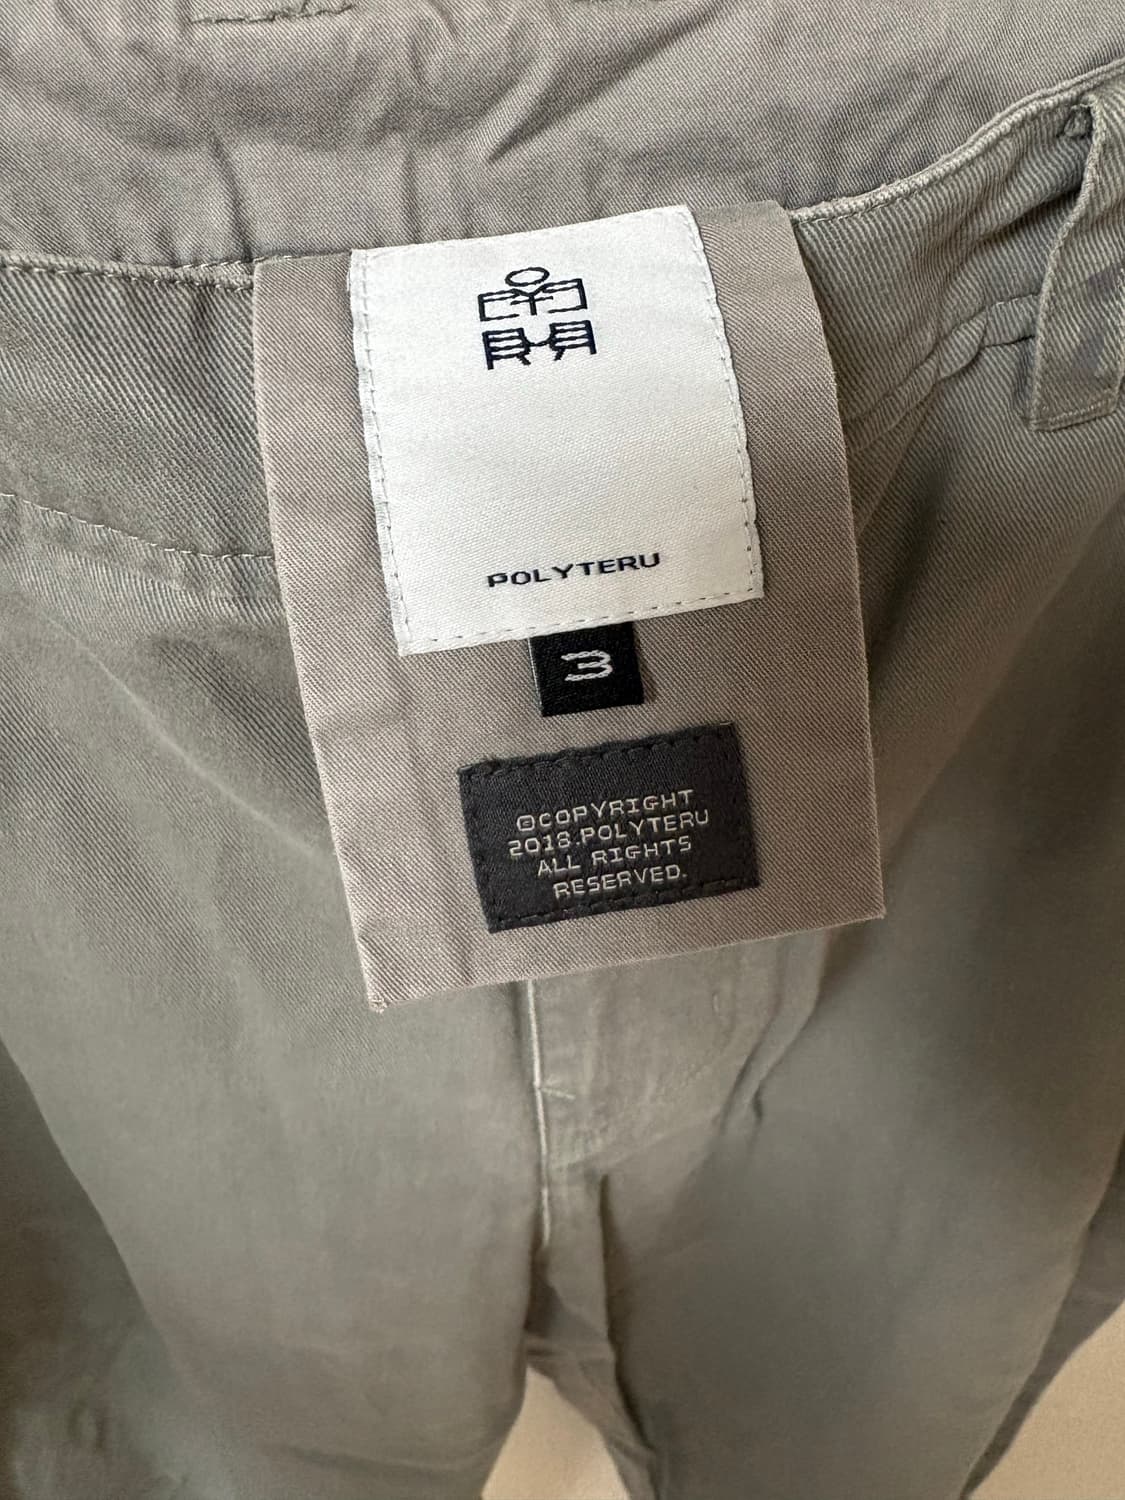 POLYTERU
3
©COPYRIGHT
2018.POLYTERU
ALL RIGHTS
RESERVED.